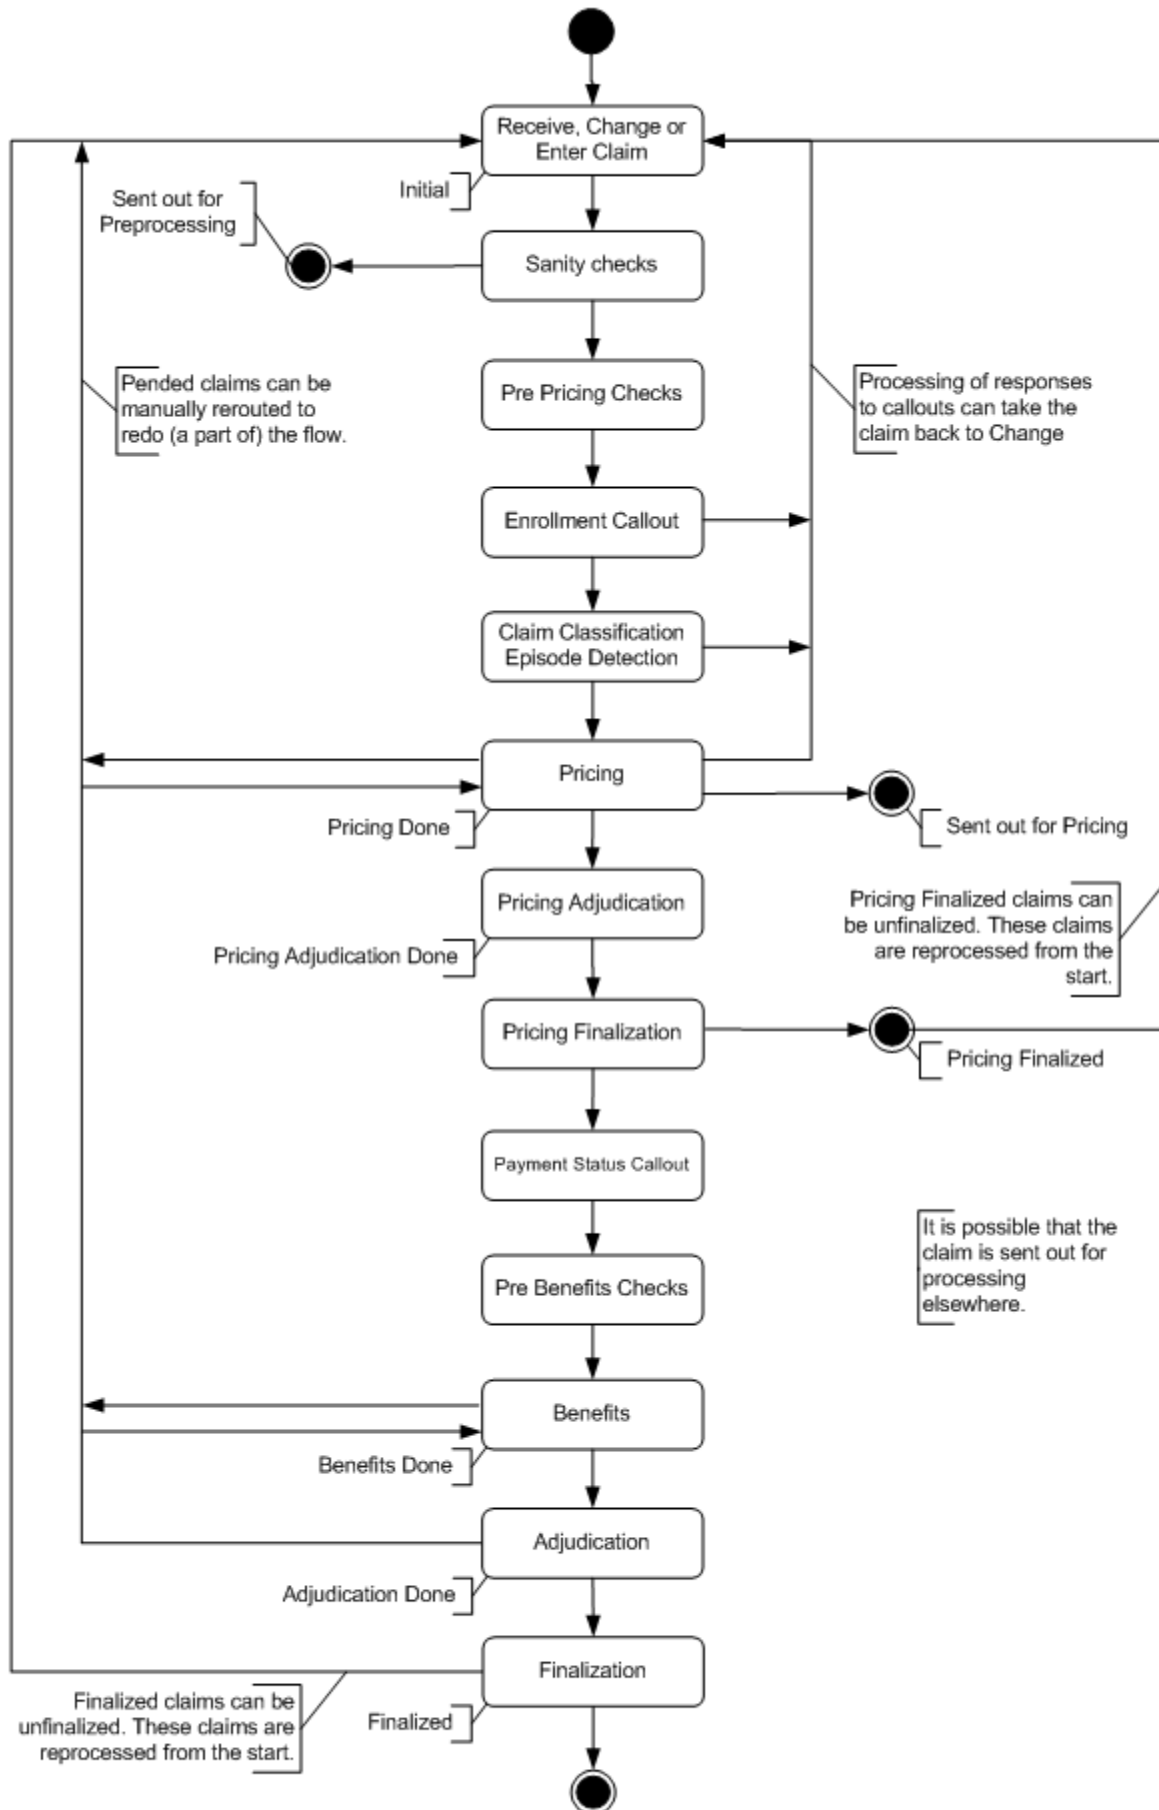 Receive, Change or
Enter Claim
Initial
Sent out for
Preprocessing
Sanity checks
Pended claims can be
manually rerouted to
redo (a part of) the flow.
Pre Pricing Checks
Processing of responses
to callouts can take the
claim back to Change
Enrollment Callout
Claim Classification
Episode Detection
Pricing
Pricing Done
Sent out for Pricing
Pricing Adjudication
Pricing Adjudication Done
Pricing Finalized claims can
be unfinalized. These claims
are reprocessed from the
start.
Pricing Finalization
Pricing Finalized
Payment Status Callout
It is possible that the
claim is sent out for
processing
elsewhere.
Pre Benefits Checks
Benefits
Benefits Done
Adjudication
Adjudication Done
Finalization
Finalized claims can be
unfinalized. These claims are
reprocessed from the start.
Finalized